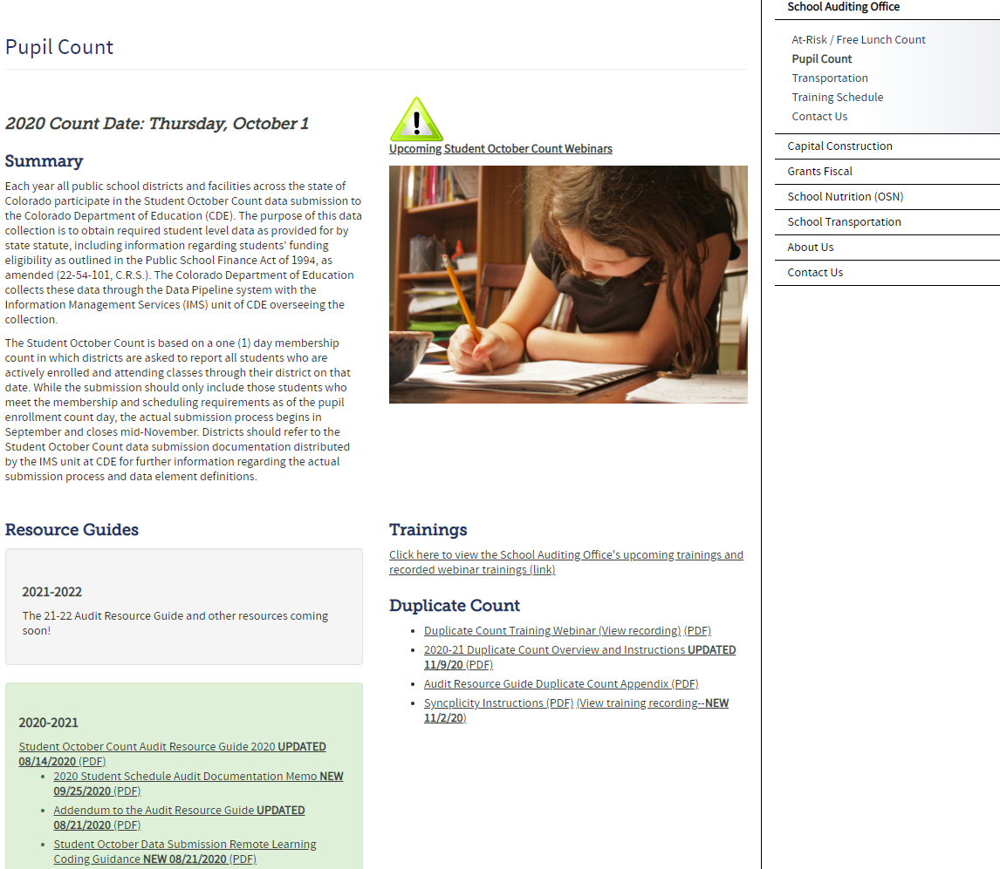 Pupil Count
2020 Count Date: Thursday, October 1
Summary
Each year all public school districts and facilities across the state of
Colorado participate in the Student October Count data submission to
the Colorado Department of Education (CDE). The purpose of this data
collection is to obtain required student level data as provided for by
state statute, including information regarding students’ funding
eligibility as outlined in the Public School Finance Act of 1994, as
amended (22-54-101, C.R.S.). The Colorado Department of Education
collects these data through the Data Pipeline system with the
Information Management Services (IMS) unit of CDE overseeing the
collection.
The Student October Count is based on a one (1) day membership
count in which districts are asked to report all students who are
actively enrolled and attending classes through their district on that
date. While the submission should only include those students who
meet the membership and scheduling requirements as of the pupil
enrollment count day, the actual submission process begins in
September and closes mid-November. Districts should refer to the
Student October Count data submission documentation distributed
by the IMS unit at CDE for further information regarding the actual
submission process and data element definitions.
Upcoming Student October Count Webinars
Resource Guides
2021-2022
The 21-22 Audit Resource Guide and other resources coming
soon!
2020-2021
Student October Count Audit Resource Guide 2020 UPDATED
08/14/2020 (PDF)
• 2020 Student Schedule Audit Documentation Memo NEW
09/25/2020 (PDF)
• Addendum to the Audit Resource Guide UPDATED
08/21/2020 (PDF)
• Student October Data Submission Remote Learning
Coding Guidance NEW 08/21/2020 (PDF)
Trainings
Click here to view the School Auditing Office's upcoming trainings and
recorded webinar trainings (link)
Duplicate Count
• Duplicate Count Training Webinar (View recording) (PDF)
• 2020-21 Duplicate Count Overview and Instructions UPDATED
11/9/20 (PDF)
• Audit Resource Guide Duplicate Count Appendix (PDF)
• Syncplicity Instructions (PDF) (View training recording--NEW
11/2/20)
School Auditing Office
At-Risk / Free Lunch Count
Pupil Count
Transportation
Training Schedule
Contact Us
Capital Construction
Grants Fiscal
School Nutrition (OSN)
School Transportation
About Us
Contact Us